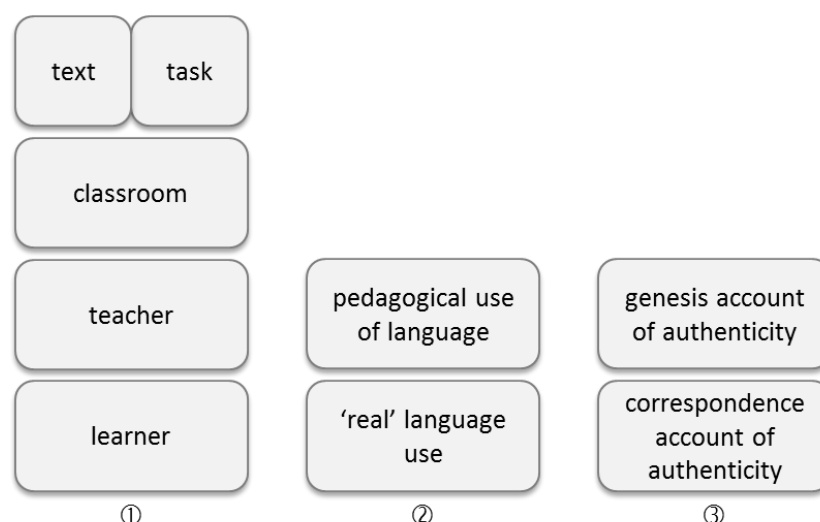 text
task
classroom
teacher
learner
①
pedagogical use
of language
‘real’ language
use
②
genesis account
of authenticity
correspondence
account of
authenticity
③